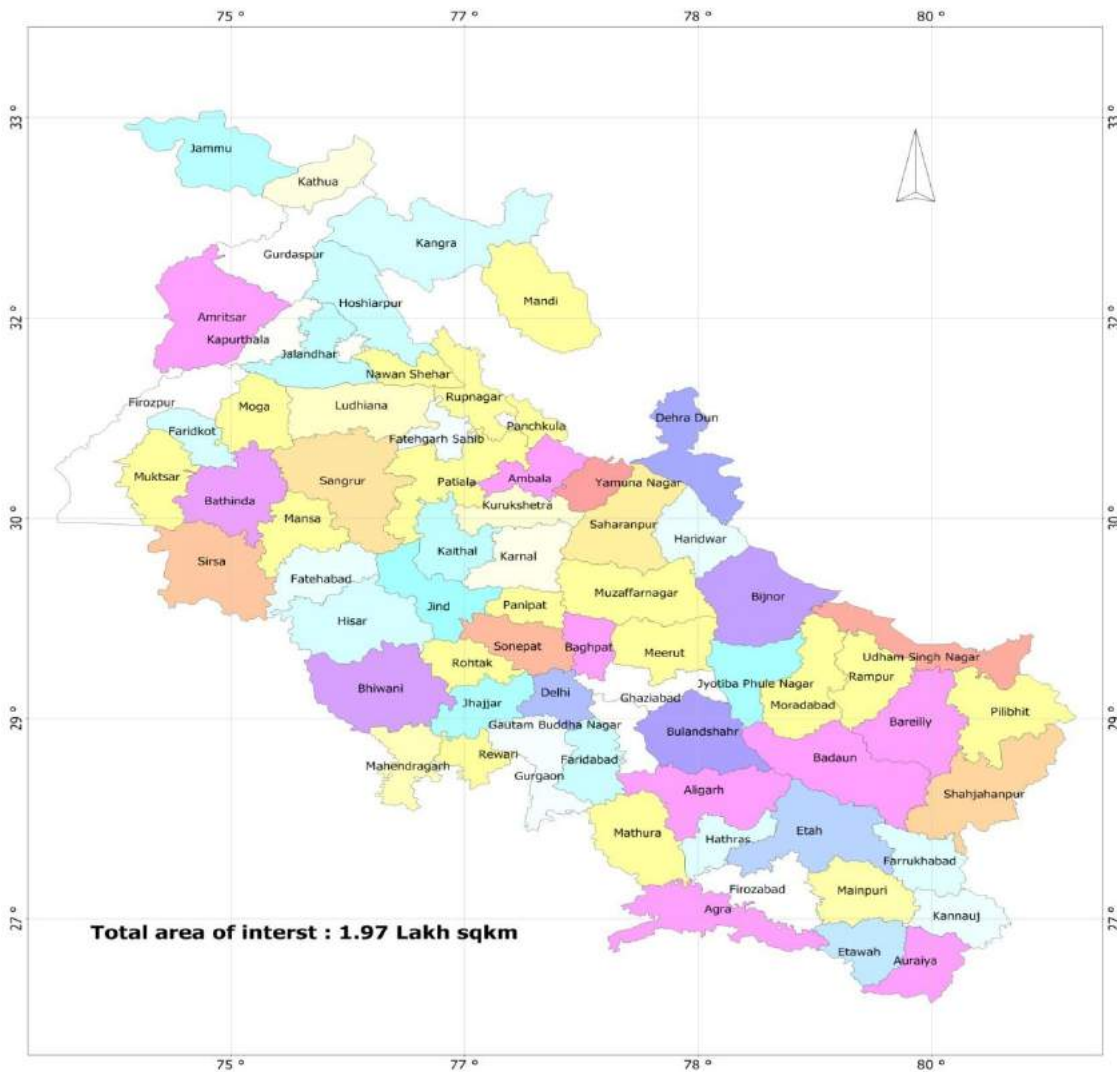 75 ° 77 ° 78 ° 80 °
33 ° 33 °
Jammu
Kathua
Kangra
Gurdaspur
Mandi
Hoshiarpur
32 ° 32 °
Amritsar
Kapurthala
Jalandhar
Nawan Shehar
Rupnagar
Firozpur
Moga
Ludhiana
Dehra Dun
Faridkot
Panchkula
Fatehgarh Sahib
Muktsar
Sangrur
Patiala
Ambala
Yamuna Nagar
Bathinda
Kurukshetra
30 ° 30 °
Mansa
Saharanpur
Haridwar
Sirsa
Kaithal
Karnal
Fatehabad
Muzaffarnagar
Bijnor
Jind
Panipat
Hisar
Sonepat
Baghpat
Meerut
Udham Singh Nagar
Rohtak
Rampur
Bhiwani
Jyotiba Phule Nagar
Delhi
Ghaziabad
Jhajjar
Moradabad
Pilibhit
29 ° 29 °
Gautam Buddha Nagar
Bareilly
Bulandshahr
Rewari
Faridabad
Badaun
Mahendragarh
Gurgaon
Aligarh
Shahjahanpur
Mathura
Hathras
Etah
Farrukhabad
Firozabad
Mainpuri
Agra
Kannauj
27 ° 27 °
Total area of interst : 1.97 Lakh sqkm
Etawah
Auraiya
75 ° 77 ° 78 ° 80 °